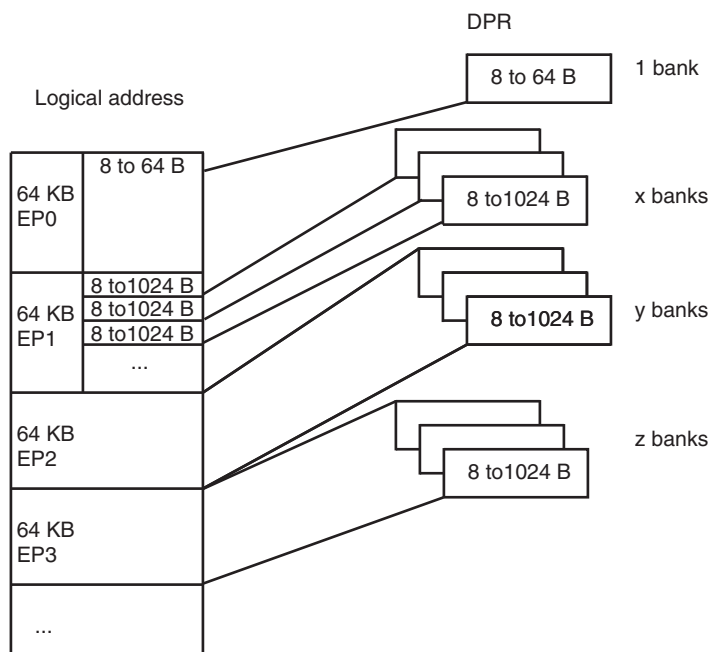 DPR
8 to 64 B
1 bank
Logical address
8 to 64 B
64 KB
EP0
8 to1024 B
x banks
64 KB
EP1
8 to1024 B
8 to1024 B
8 to1024 B
...
8 to1024 B
y banks
64 KB
EP2
8 to1024 B
z banks
64 KB
EP3
...